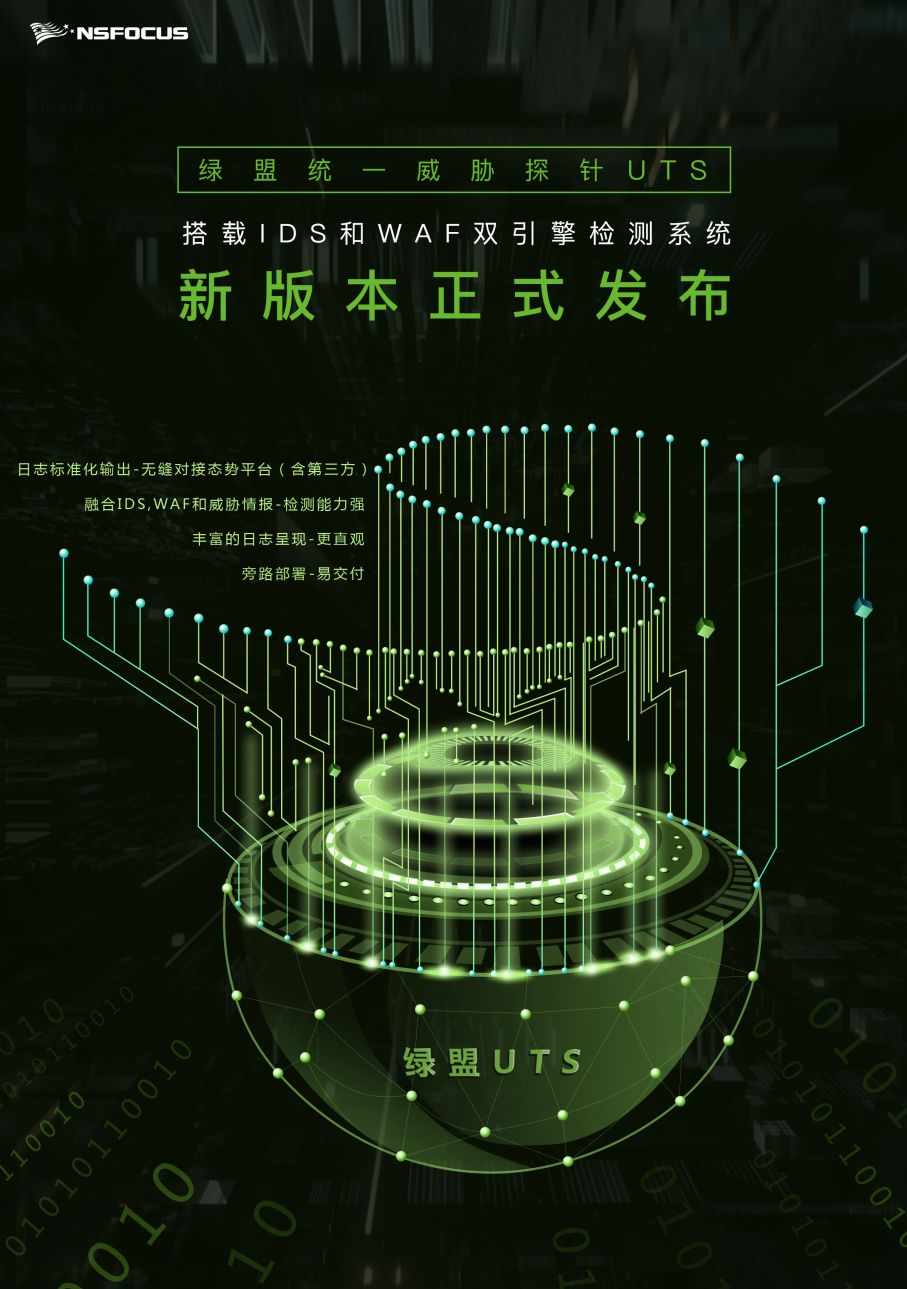 NSFOCUS
绿盟统一威胁探针UTS
搭载IDS和WAF双引擎检测系统
新版本正式发布
日志标准化输出-无缝对接态势平台（含第三方）
融合IDS,WAF和威胁情报-检测能力强
丰富的日志呈现-更直观
旁路部署-易交付
绿盟UTS